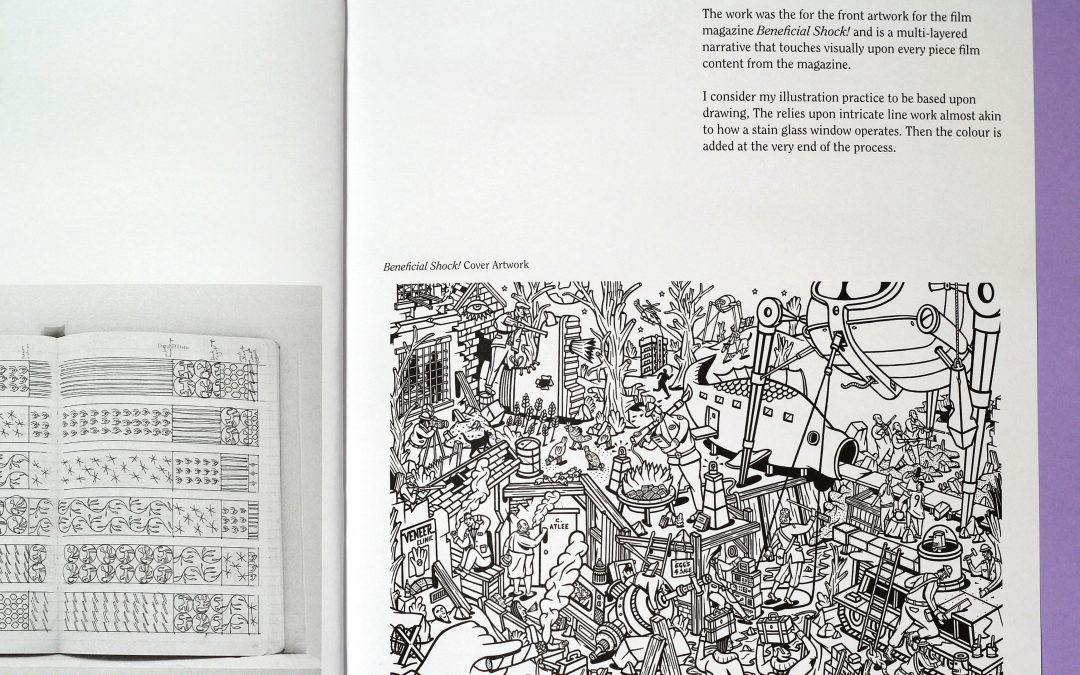 The work was the for the front artwork for the film
magazine Beneficial Shock! and is a multi-layered
narrative that touches visually upon every piece film
content from the magazine.
I consider my illustration practice to be based upon
drawing, The relies upon intricate line work almost akin
to how a stain glass window operates. Then the colour is
added at the very end of the process.
Beneficial Shock! Cover Artwork
C.
ATLEE
VENEER
CLINIC
EGGS
4 SALE